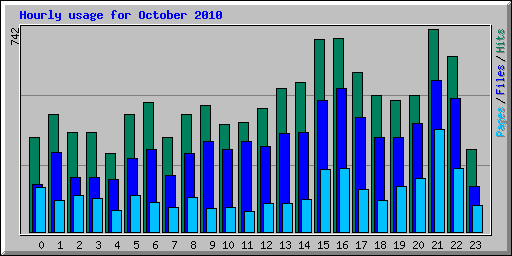 Hourly usage for October 2010
742
Pages / Files / Hits
0 1 2 3 4 5 6 7 8 9 10 11 12 13 14 15 16 17 18 19 20 21 22 23